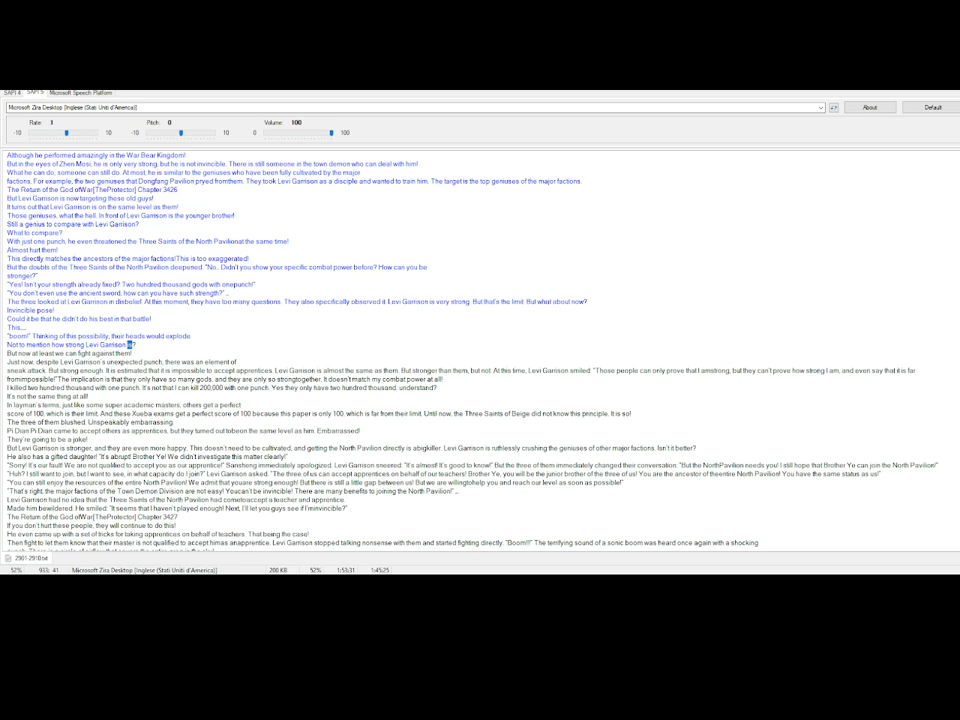 SAPI 4 SAPI 5 Microsoft Speech Platform
Microsoft Zira Desktop [Inglese (Stati Uniti d'America)] About Default
Rate: 1 Pitch: 0 Volume: 100
-10 10 -10 10 0 100
Although he performed amazingly in the War Bear Kingdom!
But in the eyes of Zhen Mosi, he is only very strong, but he is not invincible. There is still someone in the town demon who can deal with him!
What he can do, someone can still do. At most, he is similar to the geniuses who have been fully cultivated by the major
factions. For example, the two geniuses that Dongfang Pavilion pryed fromthem. They took Levi Garrison as a disciple and wanted to train him. The target is the top geniuses of the major factions.
The Return of the God ofWar[TheProtector] Chapter 3426
But Levi Garrison is now targeting these old guys!
It turns out that Levi Garrison is on the same level as them!
Those geniuses, what the hell. In front of Levi Garrison is the younger brother!
Still a genius to compare with Levi Garrison?
What to compare?
With just one punch, he even threatened the Three Saints of the North Pavilionat the same time!
Almost hurt them!
This directly matches the ancestors of the major factions!This is too exaggerated!
But the doubts of the Three Saints of the North Pavilion deepened. "No.. Didn't you show your specific combat power before? How can you be
stronger?"
"Yes! Isn't your strength already fixed? Two hundred thousand gods with onepunch!"
"You don't even use the ancient sword, how can you have such strength?"...
The three looked at Levi Garrison in disbelief. At this moment, they have too many questions. They also specifically observed it. Levi Garrison is very strong. But that's the limit. But what about now?
Invincible pose!
Could it be that he didn't do his best in that battle!
This....
"boom!" Thinking of this possibility, their heads would explode.
Not to mention how strong Levi Garrison is?
But now at least we can fight against them!
Just now, despite Levi Garrison's unexpected punch, there was an element of
sneak attack. But strong enough. It is estimated that it is impossible to accept apprentices. Levi Garrison is almost the same as them. But stronger than them, but not. At this time, Levi Garrison smiled: "Those people can only prove that I amstrong, but they can't prove how strong I am, and even say that it is far
fromimpossible!"The implication is that they only have so many gods, and they are only so strongtogether. It doesn't match my combat power at all!
I killed two hundred thousand with one punch. It's not that I can kill 200,000 with one punch. Yes they only have two hundred thousand. understand?
It's not the same thing at all!
In layman's terms, just like some super academic masters, others get a perfect
score of 100, which is their limit. And these Xueba exams get a perfect score of 100 because this paper is only 100, which is far from their limit. Until now, the Three Saints of Beige did not know this principle. It is so!
The three of them blushed. Unspeakably embarrassing.
Pi Dian Pi Dian came to accept others as apprentices, but they turned out tobeon the same level as him. Embarrassed!
They're going to be a joke!
But Levi Garrison is stronger, and they are even more happy. This doesn't need to be cultivated, and getting the North Pavilion directly is abigkiller. Levi Garrison is ruthlessly crushing the geniuses of other major factions. Isn't it better?
He also has a gifted daughter! "It's abrupt! Brother Ye! We didn't investigate this matter clearly!"
"Sorry! It's our fault! We are not qualified to accept you as our apprentice!" Sansheng immediately apologized. Levi Garrison sneered: "It's almost! It's good to know!" But the three of them immediately changed their conversation: "But the NorthPavilion needs you! I still hope that Brother Ye can join the North Pavilion!"
"Huh? I still want to join, but I want to see, in what capacity do I join?" Levi Garrison asked. "The three of us can accept apprentices on behalf of our teachers! Brother Ye, you will be the junior brother of the three of us! You are the ancestor of theentire North Pavilion! You have the same status as us!"
"You can still enjoy the resources of the entire North Pavilion! We admit that youare strong enough! But there is still a little gap between us! But we are willingtohelp you and reach our level as soon as possible!"
"That's right, the major factions of the Town Demon Division are not easy! Youcan't be invincible! There are many benefits to joining the North Pavilion!"...
Levi Garrison had no idea that the Three Saints of the North Pavilion had cometoaccept a teacher and apprentice.
Made him bewildered. He smiled: "It seems that I haven't played enough! Next, I'll let you guys see if I'minvincible?"
The Return of the God ofWar[TheProtector] Chapter 3427
If you don't hurt these people, they will continue to do this!
He even came up with a set of tricks for taking apprentices on behalf of teachers. That being the case!
Then fight to let them know that their master is not qualified to accept himas anapprentice. Levi Garrison stopped talking nonsense with them and started fighting directly. "Boom!!!" The terrifying sound of a sonic boom was heard once again with a shocking
2901-2910.txt
52% 933: 41 Microsoft Zira Desktop [Inglese (Stati Uniti d'America)] 200 KB 52% 1:53:31 1:45:25